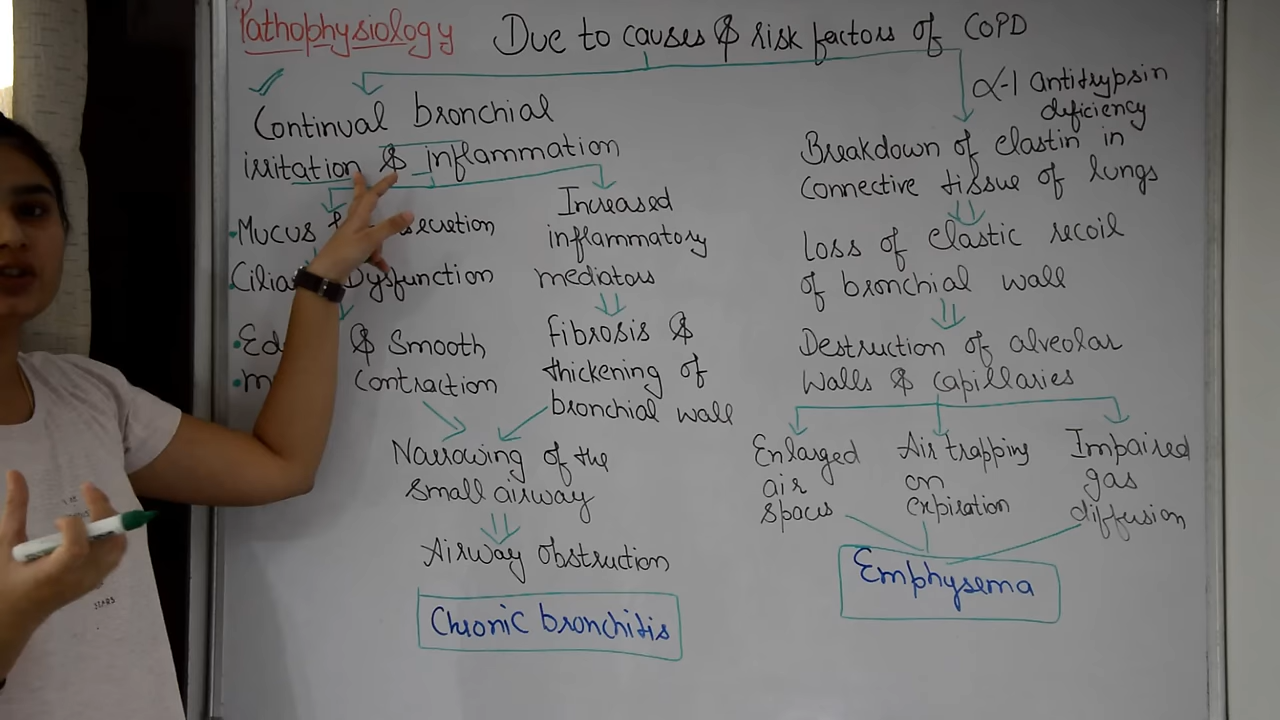 Pathophysiology Due to causes & risk factors of COPD
Continual bronchial
irritation & inflammation
Mucus secretion
Dysfunction
& Smooth
contraction
Increased
inflammatory
mediators
Fibrosis &
thickening of
bronchial wall
Narrowing of the
small airway
Airway obstruction
Chronic bronchitis
α-1 Antitrypsin
deficiency
Breakdown of elastin in
connective tissue of lungs
Loss of elastic recoil
of bronchial wall
Destruction of alveolar
walls & capillaries
Enlarged
air
spaces
Air trapping
on
expiration
Impaired
gas
diffusion
Emphysema
STARS